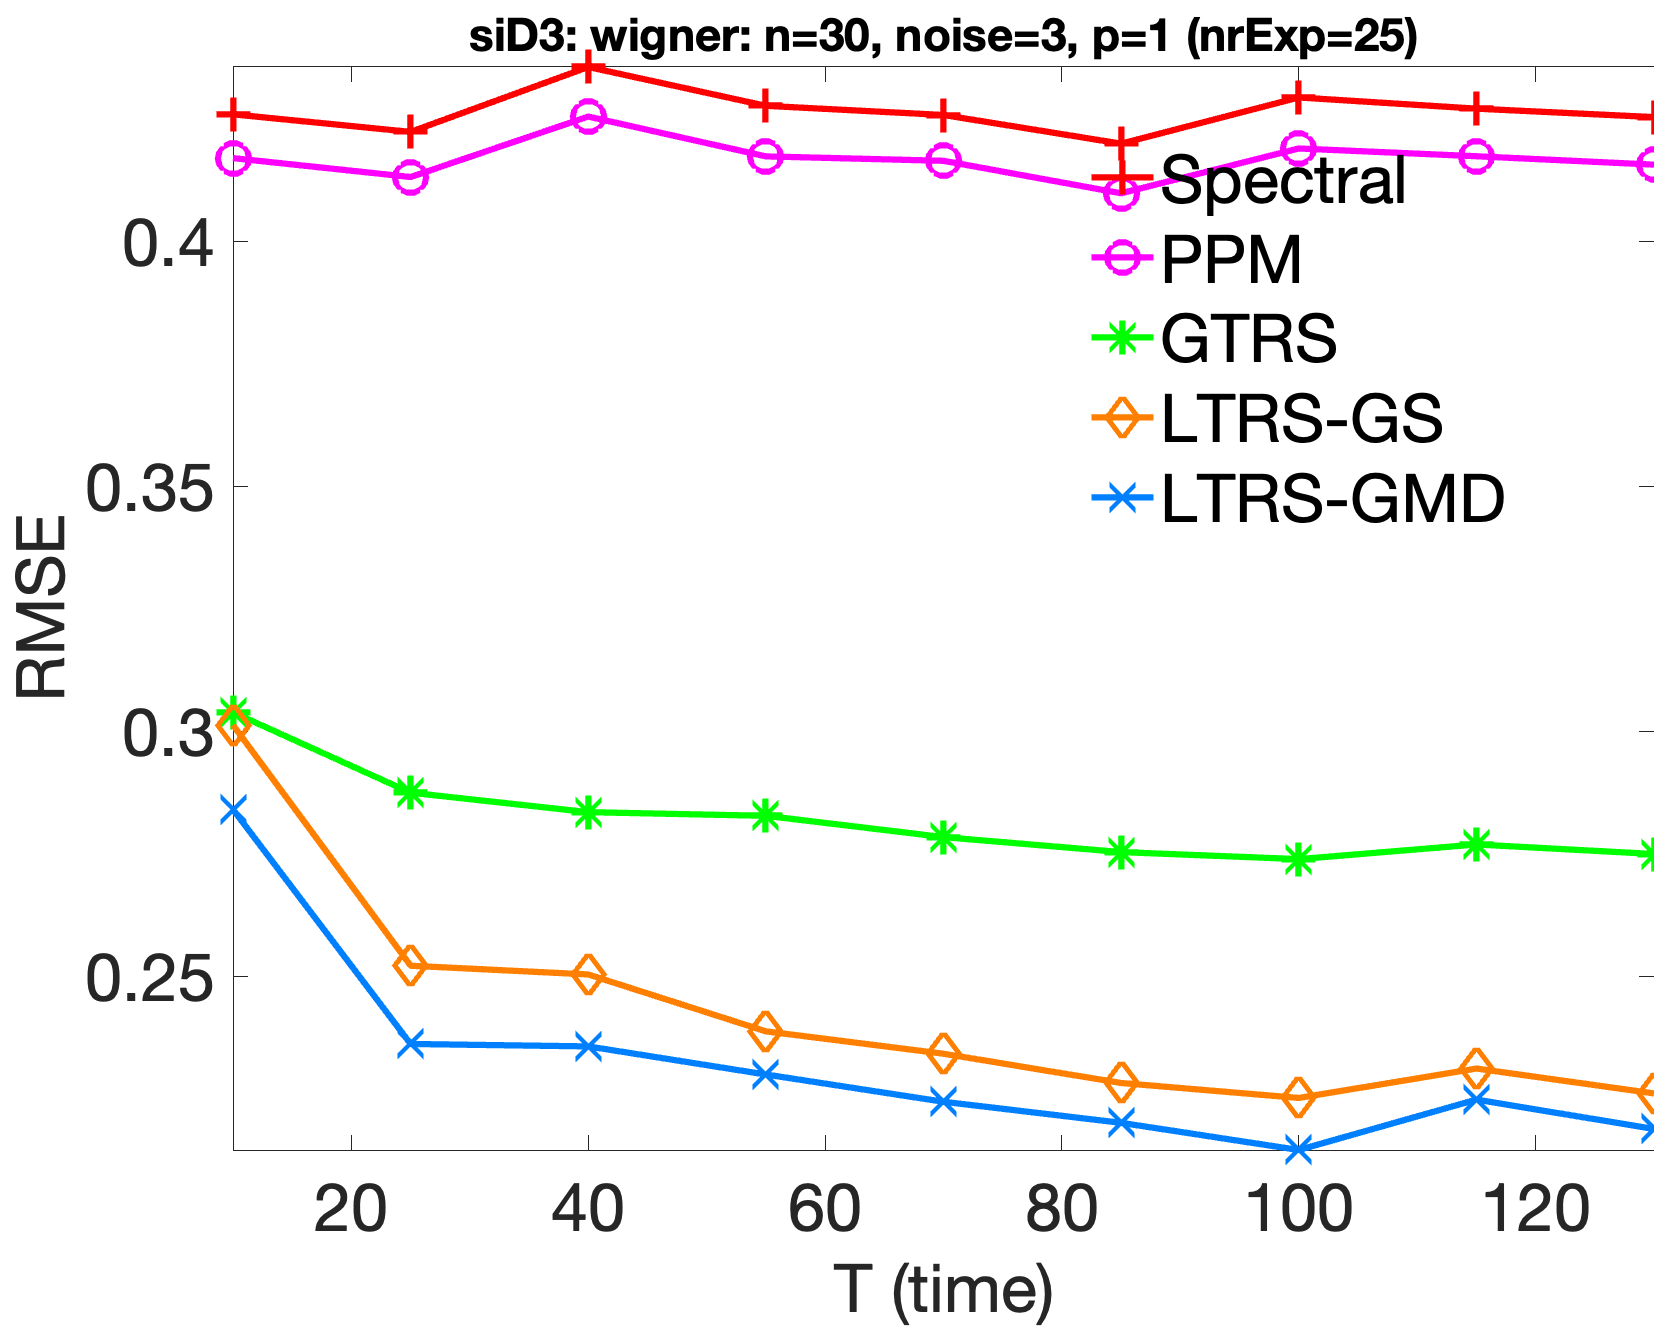 siD3: wigner: n=30, noise=3, p=1 (nrExp=25)
Spectral
PPM
GTRS
LTRS-GS
LTRS-GMD
0.4
0.35
0.3
0.25
RMSE
20 40 60 80 100 120
T (time)